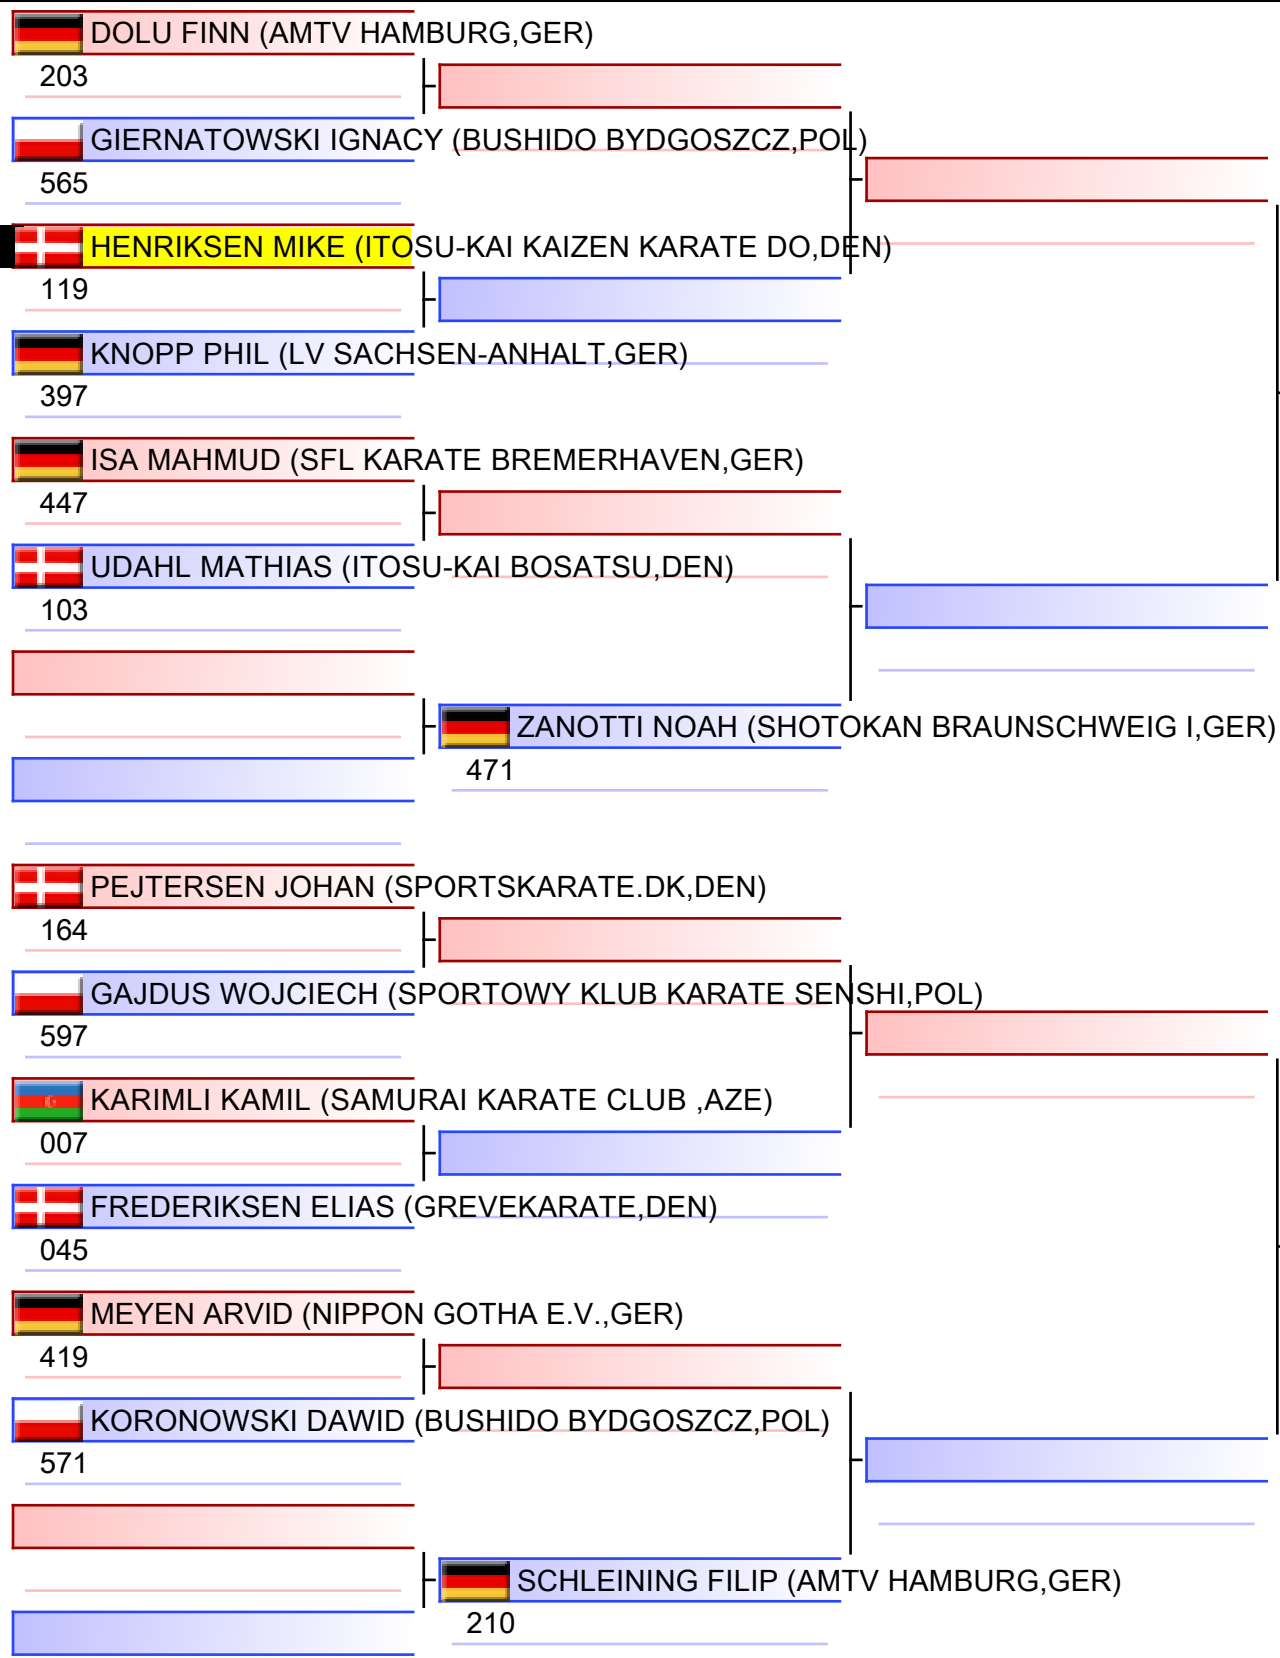 DOLU FINN (AMTV HAMBURG,GER)
203
GIERNATOWSKI IGNACY (BUSHIDO BYDGOSZCZ,POL)
565
HENRIKSEN MIKE (ITOSU-KAI KAIZEN KARATE DO,DEN)
119
KNOPP PHIL (LV SACHSEN-ANHALT,GER)
397
ISA MAHMUD (SFL KARATE BREMERHAVEN,GER)
447
UDAHL MATHIAS (ITOSU-KAI BOSATSU,DEN)
103
ZANOTTI NOAH (SHOTOKAN BRAUNSCHWEIG I,GER)
471
PEJTERSEN JOHAN (SPORTSKARATE.DK,DEN)
164
GAJDUS WOJCIECH (SPORTOWY KLUB KARATE SENSHI,POL)
597
KARIMLI KAMIL (SAMURAI KARATE CLUB ,AZE)
007
FREDERIKSEN ELIAS (GREVEKARATE,DEN)
045
MEYEN ARVID (NIPPON GOTHA E.V.,GER)
419
KORONOWSKI DAWID (BUSHIDO BYDGOSZCZ,POL)
571
SCHLEINING FILIP (AMTV HAMBURG,GER)
210